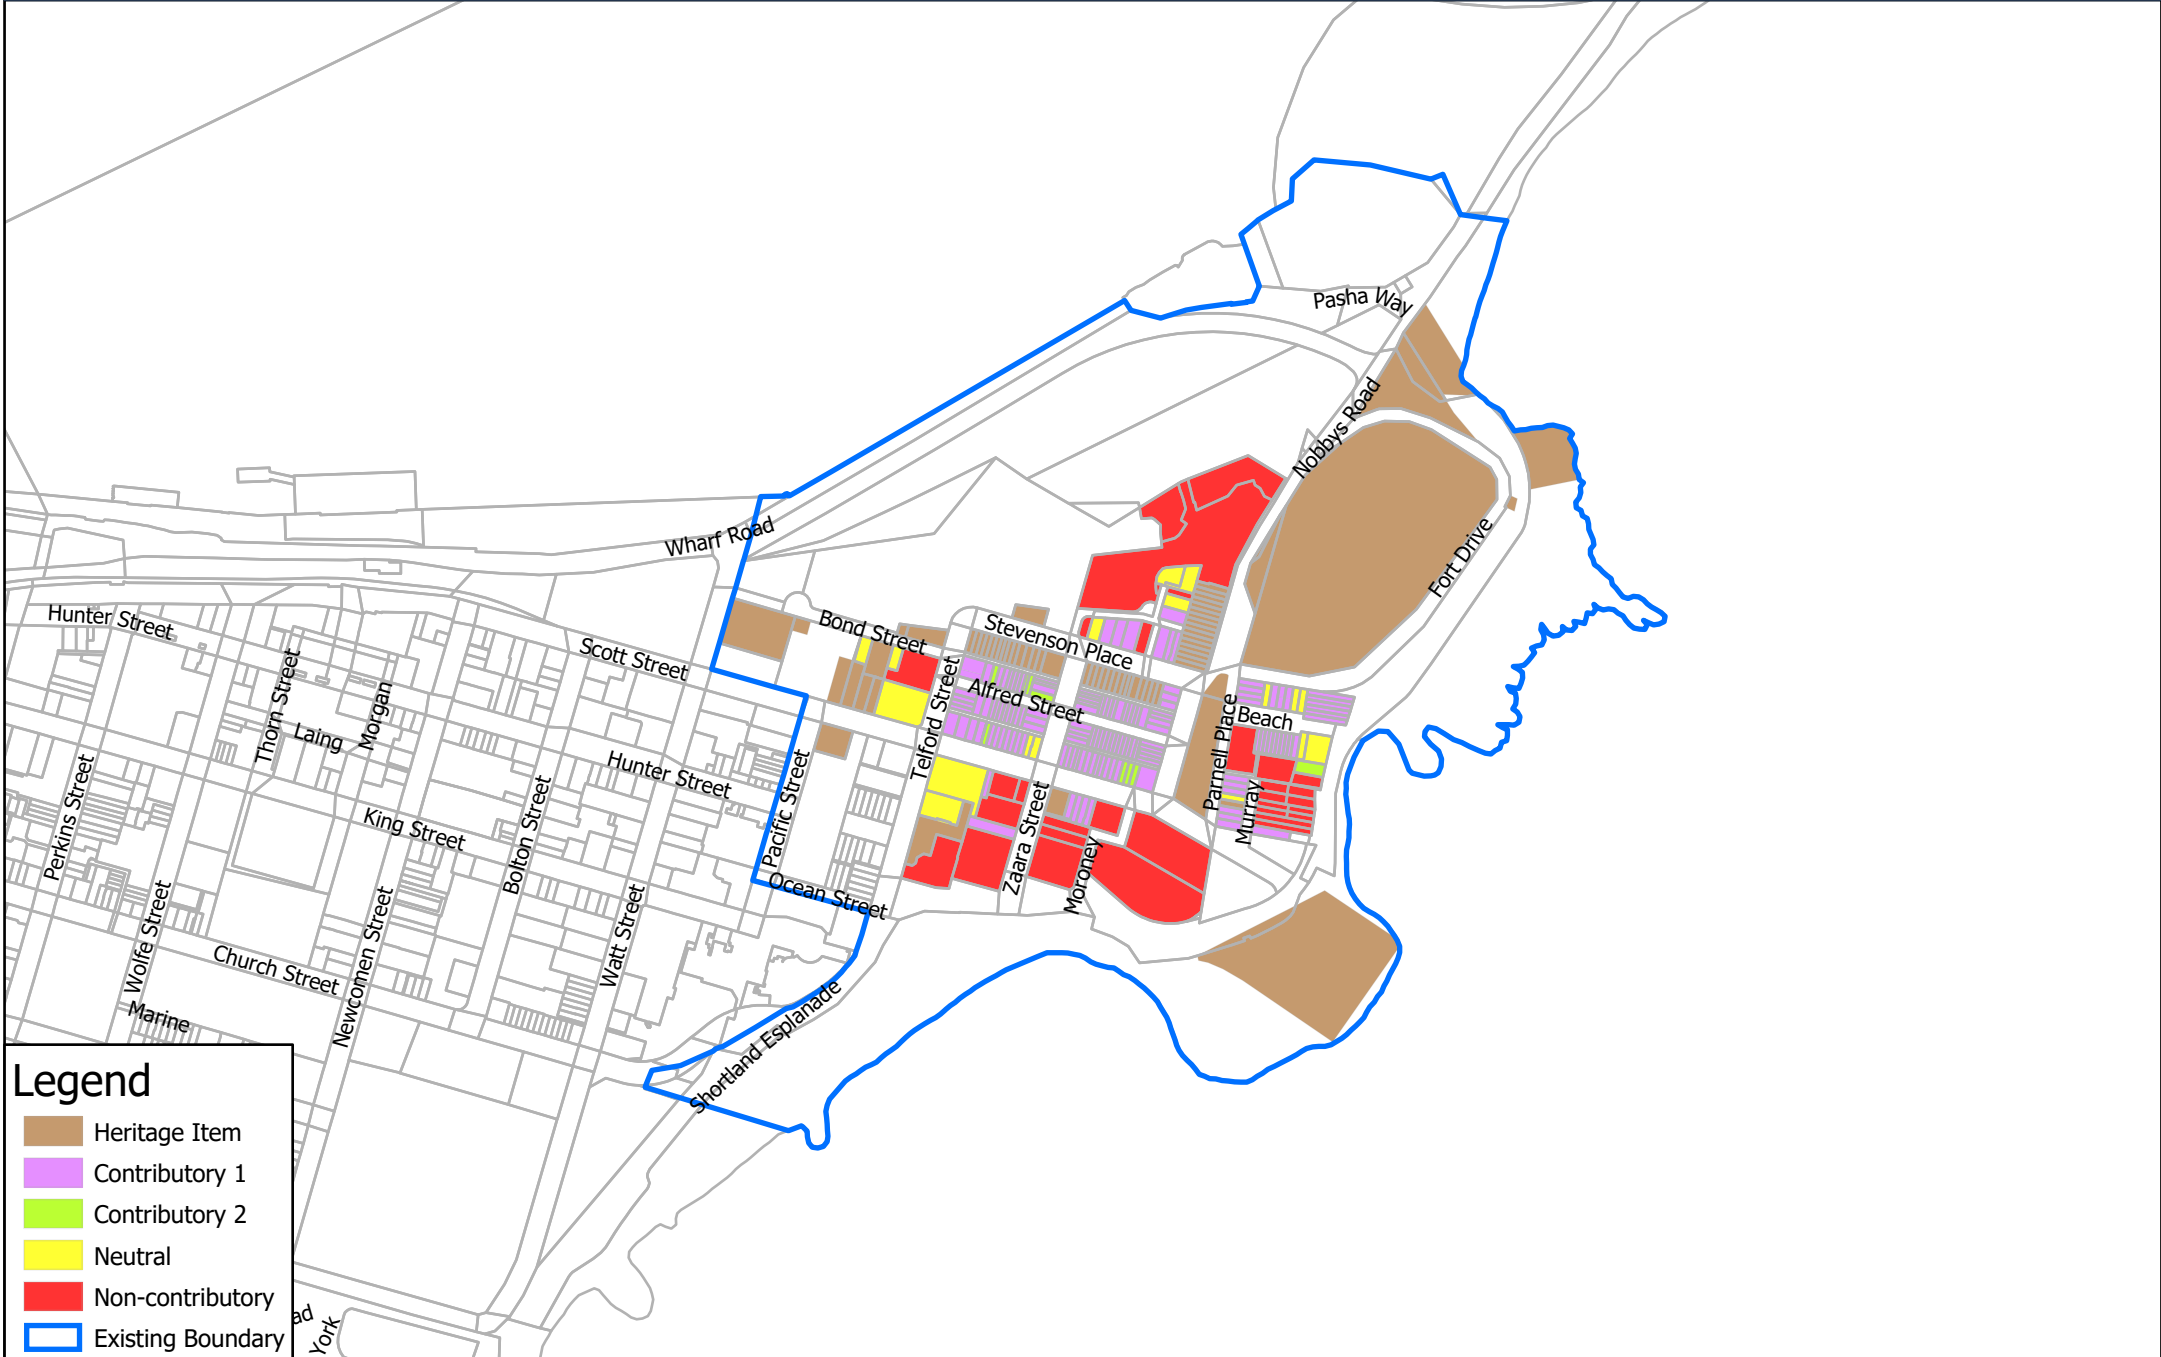 Pasha Way
Nobbys Road
Wharf Road
Fort Drive
Hunter Street
Bond Street
Stevenson Place
Scott Street
Thorn Street
Laing
Morgan
Telford Street
Alfred Street
Parnell Place
Beach
Hunter Street
Perkins Street
King Street
Bolton Street
Pacific Street
Zaara Street
Moroney
Murray
Ocean Street
Wolfe Street
Church Street
Newcomen Street
Watt Street
Marine
Shortland Esplanade
Legend
Heritage Item
Contributory 1
Contributory 2
Neutral
Non-contributory
Existing Boundary
ad
York